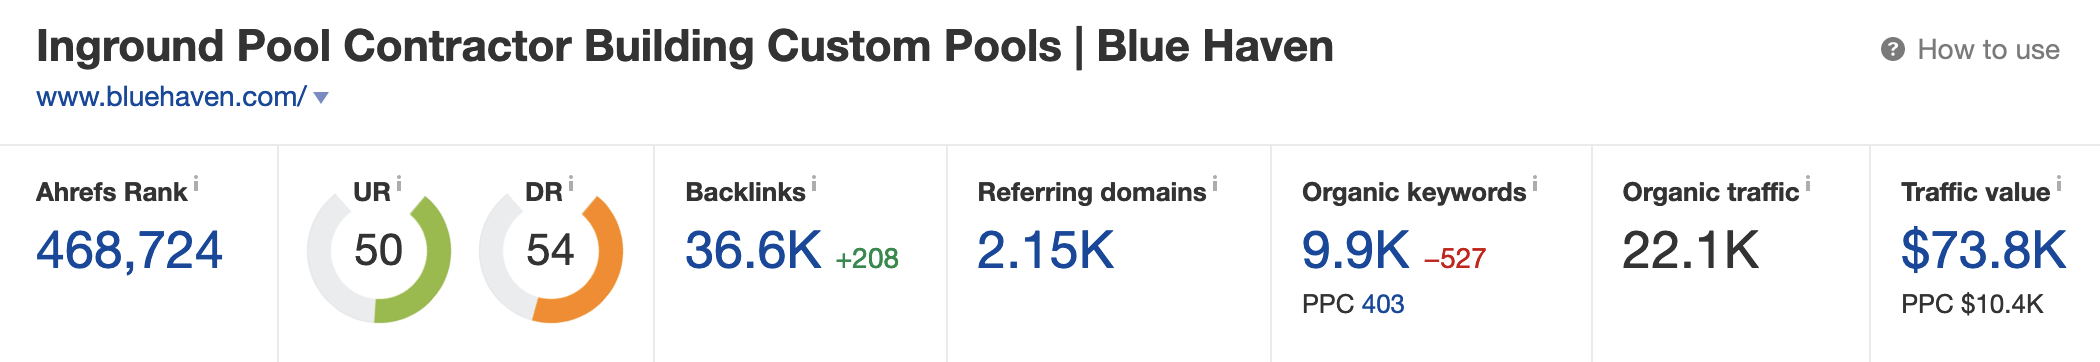 Inground Pool Contractor Building Custom Pools | Blue Haven
? How to use
www.bluehaven.com/
Ahrefs Rank i
468,724
UR i
50
DR i
54
Backlinks i
36.6K +208
Referring domains i
2.15K
Organic keywords i
9.9K −527
PPC 403
Organic traffic i
22.1K
Traffic value i
$73.8K
PPC $10.4K